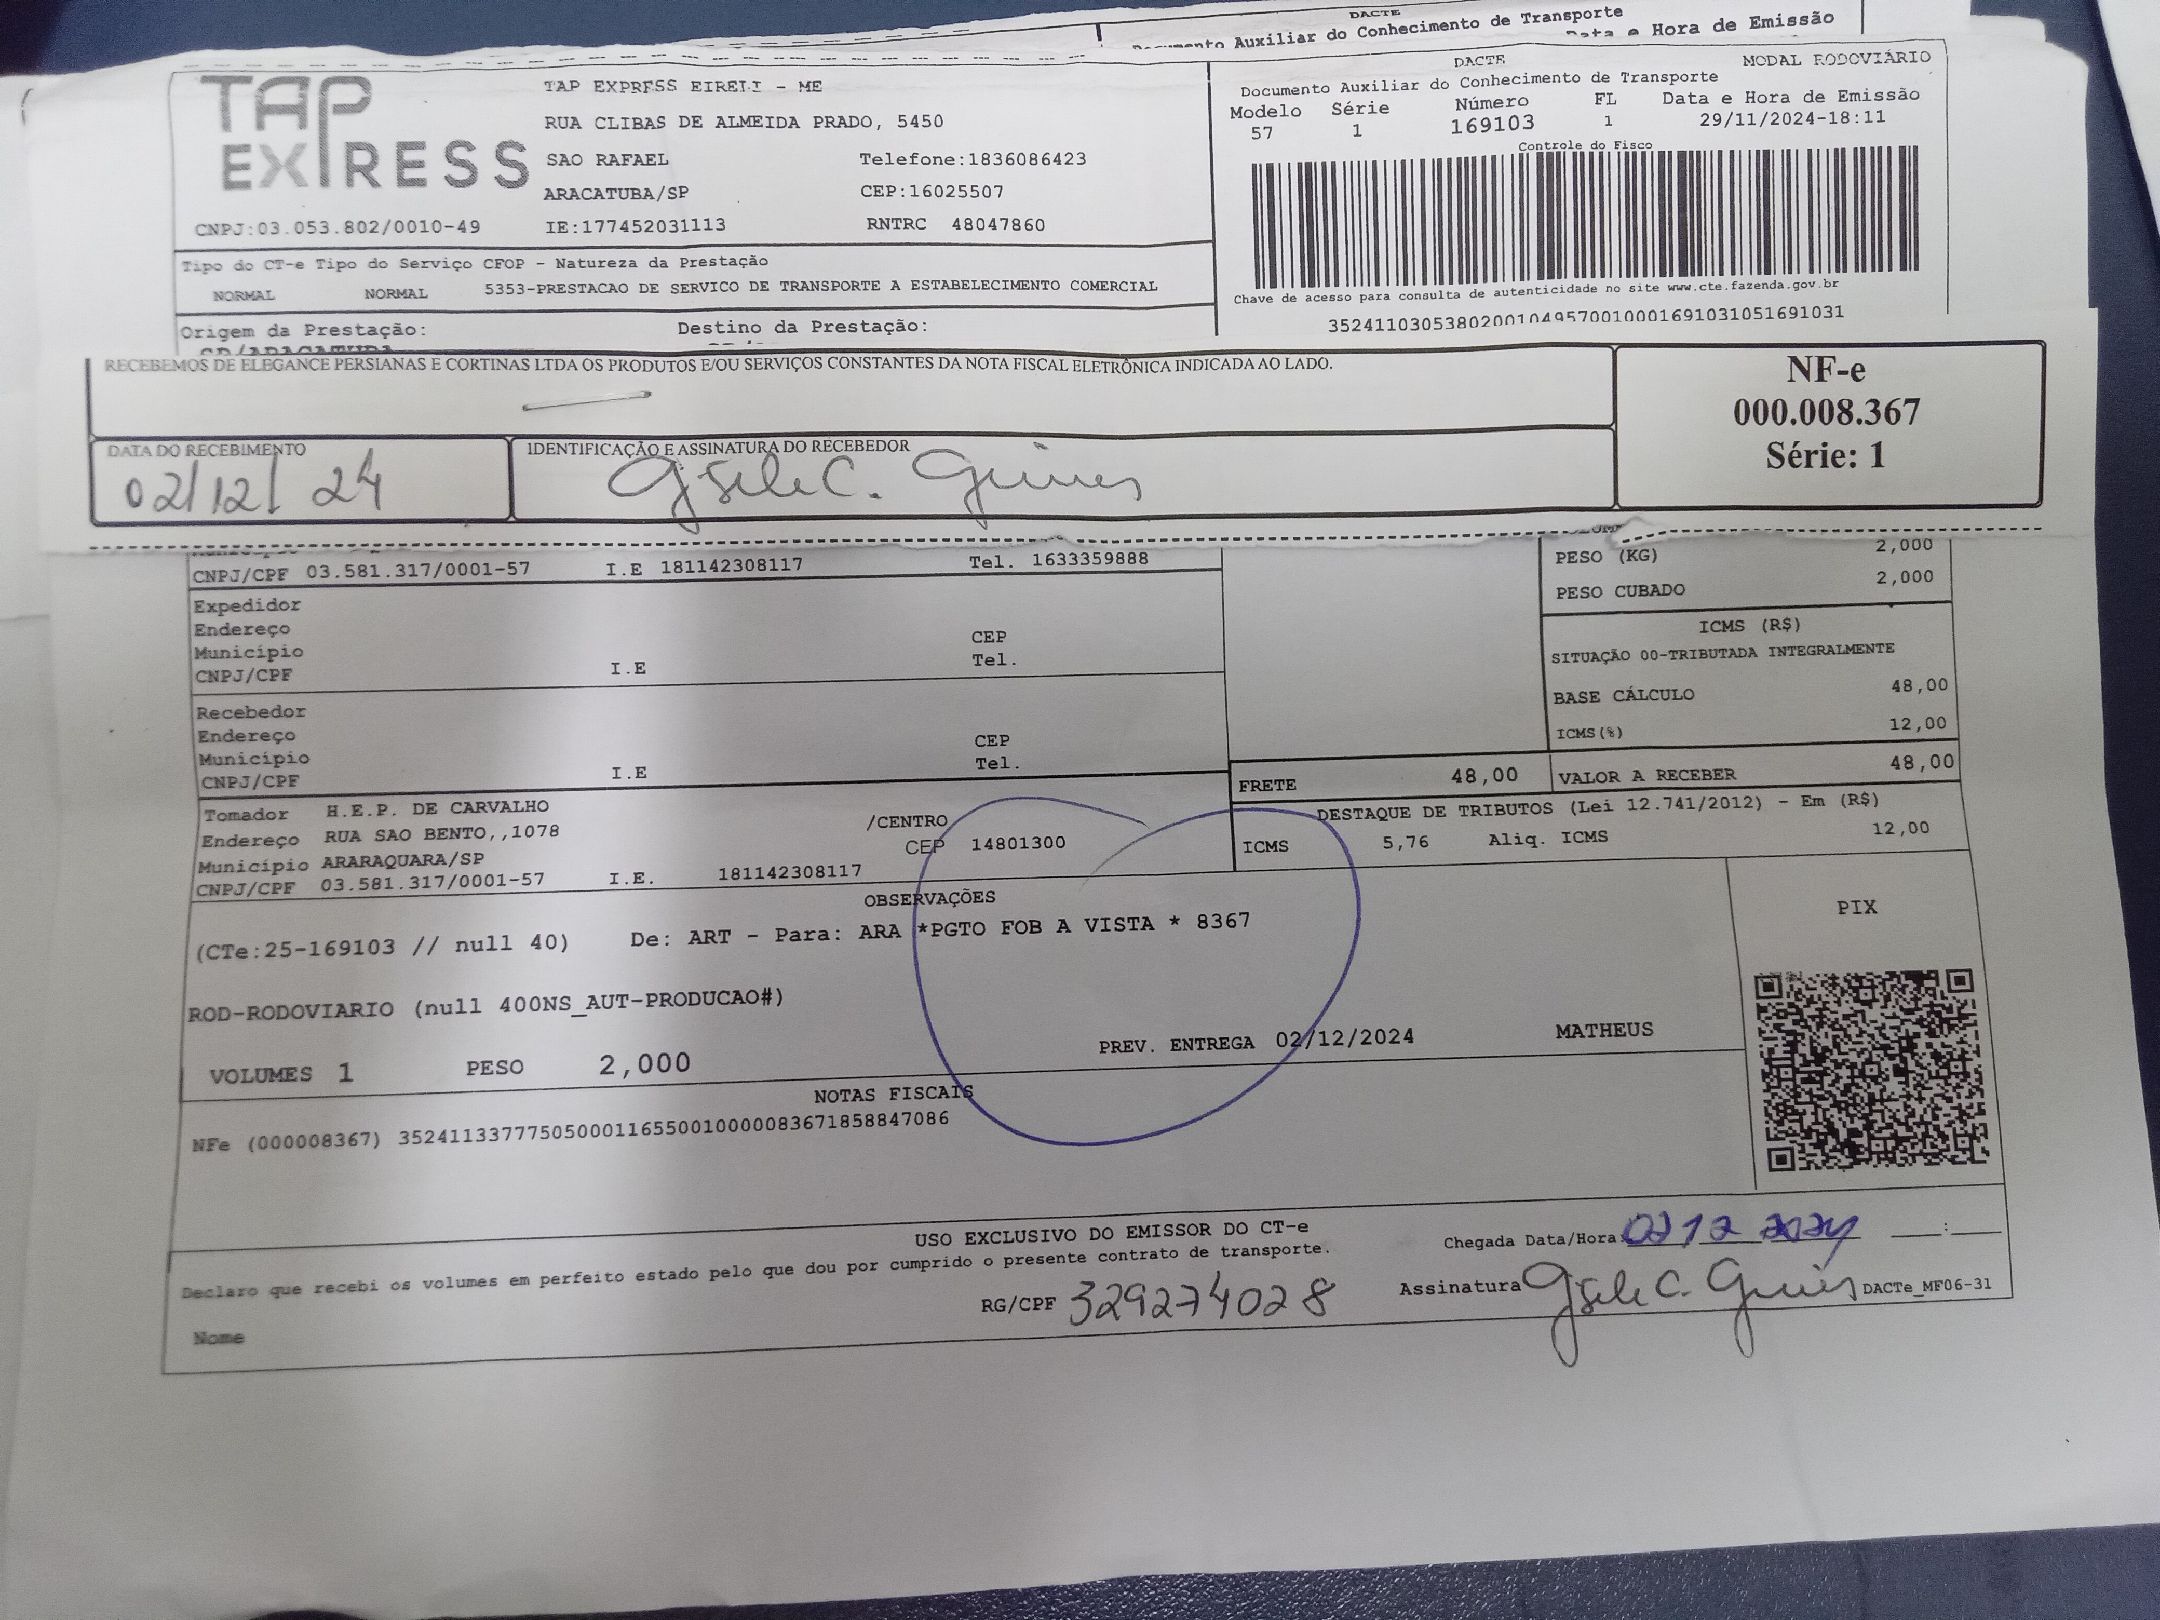 DACTE
Documento Auxiliar do Conhecimento de Transporte
Data e Hora de Emissão
TAP EXPRESS
TAP EXPRESS EIRELI - ME
RUA CLIBAS DE ALMEIDA PRADO, 5450
SAO RAFAEL Telefone:1836086423
ARACATUBA/SP CEP:16025507
CNPJ:03.053.802/0010-49 IE:177452031113 RNTRC 48047860
DACTE MODAL RODOVIÁRIO
Documento Auxiliar do Conhecimento de Transporte
Modelo Série Número FL Data e Hora de Emissão
57 1 169103 1 29/11/2024-18:11
Controle do Fisco
Chave de acesso para consulta de autenticidade no site www.cte.fazenda.gov.br
35241103053802001049570010001691031051691031
Tipo do CT-e Tipo do Serviço CFOP - Natureza da Prestação
NORMAL NORMAL 5353-PRESTACAO DE SERVICO DE TRANSPORTE A ESTABELECIMENTO COMERCIAL
Origem da Prestação: Destino da Prestação:
SP/ARACATUBA
RECEBEMOS DE ELEGANCE PERSIANAS E CORTINAS LTDA OS PRODUTOS E/OU SERVIÇOS CONSTANTES DA NOTA FISCAL ELETRÔNICA INDICADA AO LADO.
NF-e
000.008.367
Série: 1
DATA DO RECEBIMENTO
02/12/24
IDENTIFICAÇÃO E ASSINATURA DO RECEBEDOR
CNPJ/CPF 03.581.317/0001-57 I.E 181142308117 Tel. 1633359888
Expedidor
Endereço
Município CEP
CNPJ/CPF I.E Tel.
Recebedor
Endereço
Município CEP
CNPJ/CPF I.E Tel.
PESO (KG) 2,000
PESO CUBADO 2,000
ICMS (R$)
SITUAÇÃO 00-TRIBUTADA INTEGRALMENTE
BASE CÁLCULO 48,00
ICMS(%) 12,00
FRETE 48,00 VALOR A RECEBER 48,00
Tomador H.E.P. DE CARVALHO
Endereço RUA SAO BENTO,,1078 /CENTRO
Município ARARAQUARA/SP CEP 14801300
CNPJ/CPF 03.581.317/0001-57 I.E. 181142308117
DESTAQUE DE TRIBUTOS (Lei 12.741/2012) - Em (R$)
ICMS 5,76 Aliq. ICMS 12,00
OBSERVAÇÕES
(CTe:25-169103 // null 40) De: ART - Para: ARA *PGTO FOB A VISTA * 8367
ROD-RODOVIARIO (null 400NS_AUT-PRODUCAO#)
PREV. ENTREGA 02/12/2024 MATHEUS
VOLUMES 1 PESO 2,000
PIX
NOTAS FISCAIS
NFe (000008367) 35241133777505000116550010000083671858847086
USO EXCLUSIVO DO EMISSOR DO CT-e
Declaro que recebi os volumes em perfeito estado pelo que dou por cumprido o presente contrato de transporte.
Chegada Data/Hora: 02 12 2024 __:__
Nome
RG/CPF 329274028
Assinatura
DACTe_MF06-31